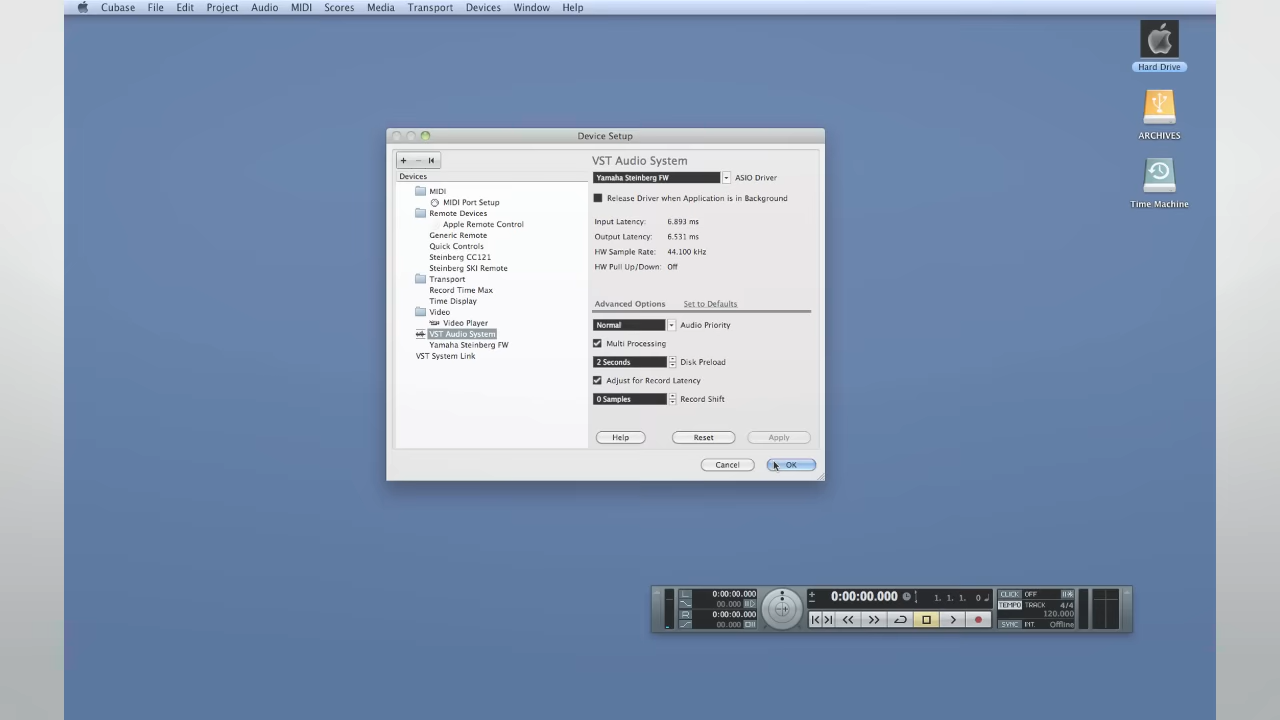 Cubase File Edit Project Audio MIDI Scores Media Transport Devices Window Help
Hard Drive
ARCHIVES
Time Machine
Device Setup
Devices
MIDI
MIDI Port Setup
Remote Devices
Apple Remote Control
Generic Remote
Quick Controls
Steinberg CC121
Steinberg SKI Remote
Transport
Record Time Max
Time Display
Video
Video Player
VST Audio System
Yamaha Steinberg FW
VST System Link
VST Audio System
Yamaha Steinberg FW ASIO Driver
Release Driver when Application is in Background
Input Latency: 6.893 ms
Output Latency: 6.531 ms
HW Sample Rate: 44.100 kHz
HW Pull Up/Down: Off
Advanced Options Set to Defaults
Normal Audio Priority
Multi Processing
2 Seconds Disk Preload
Adjust for Record Latency
0 Samples Record Shift
Help Reset Apply
Cancel OK
L 0:00:00.000
00.000
R 0:00:00.000
00.000
0:00:00.000 1. 1. 1. 0
CLICK OFF
TEMPO TRACK 4/4
120.000
SYNC INT. Offline